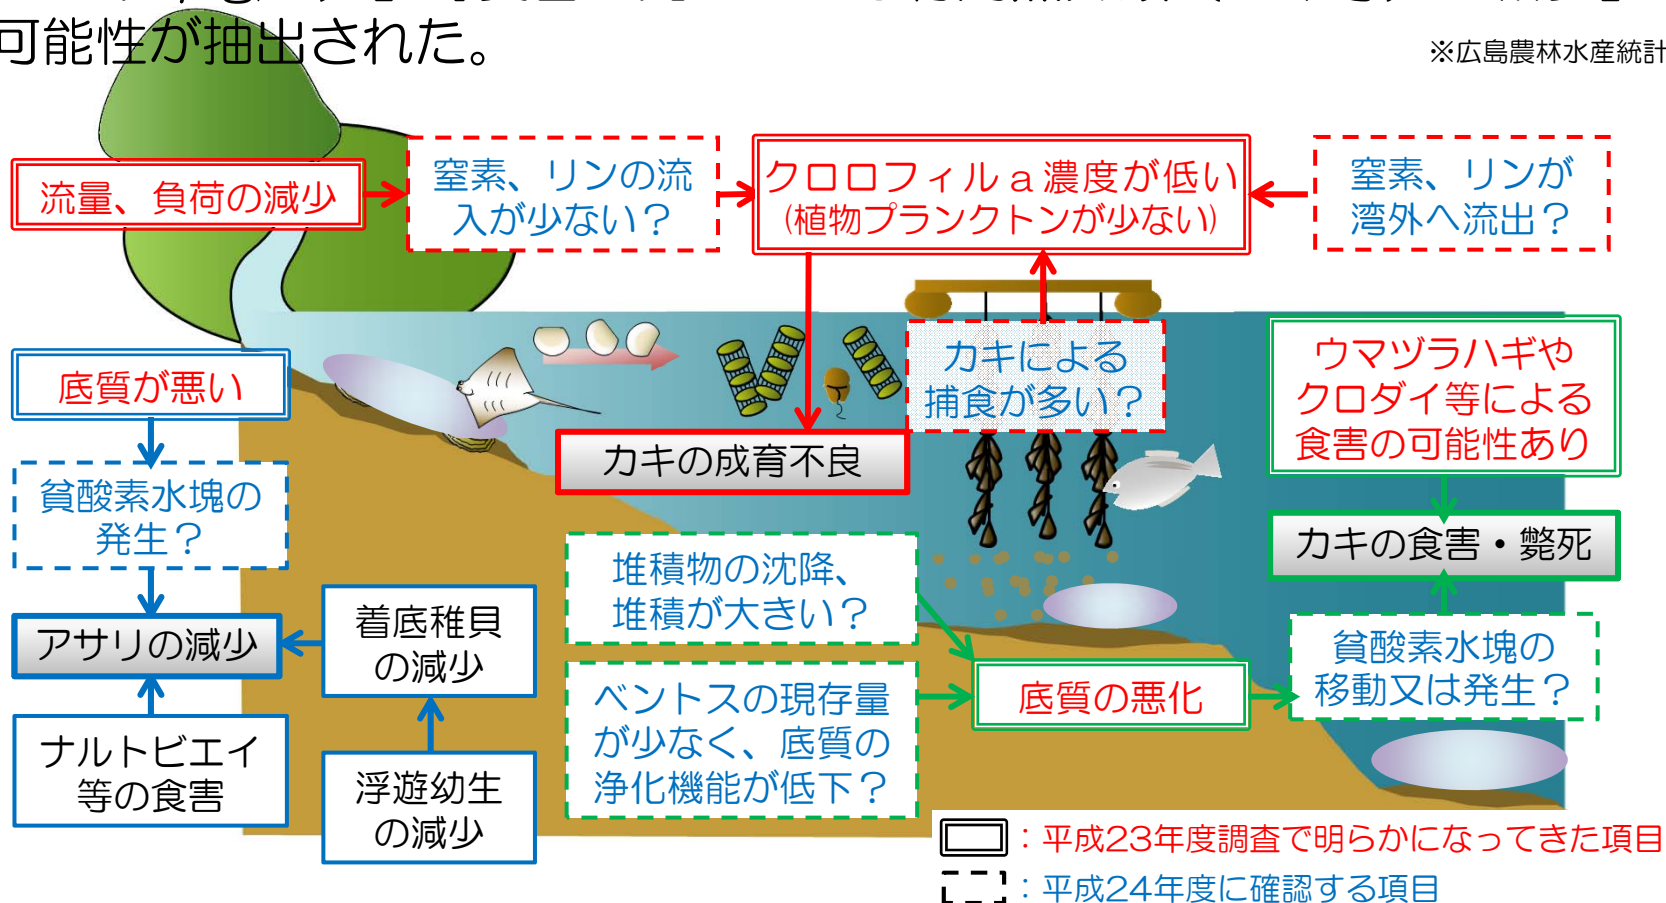 可能性が抽出された。
※広島農林水産統計
流量、負荷の減少
窒素、リンの流
入が少ない？
クロロフィルａ濃度が低い
(植物プランクトンが少ない)
窒素、リンが
湾外へ流出？
底質が悪い
カキによる
捕食が多い？
ウマヅラハギや
クロダイ等による
食害の可能性あり
カキの成育不良
貧酸素水塊の
発生？
カキの食害・斃死
堆積物の沈降、
堆積が大きい？
アサリの減少
着底稚貝
の減少
貧酸素水塊の
移動又は発生？
ベントスの現存量
が少なく、底質の
浄化機能が低下？
底質の悪化
ナルトビエイ
等の食害
浮遊幼生
の減少
：平成23年度調査で明らかになってきた項目
：平成24年度に確認する項目